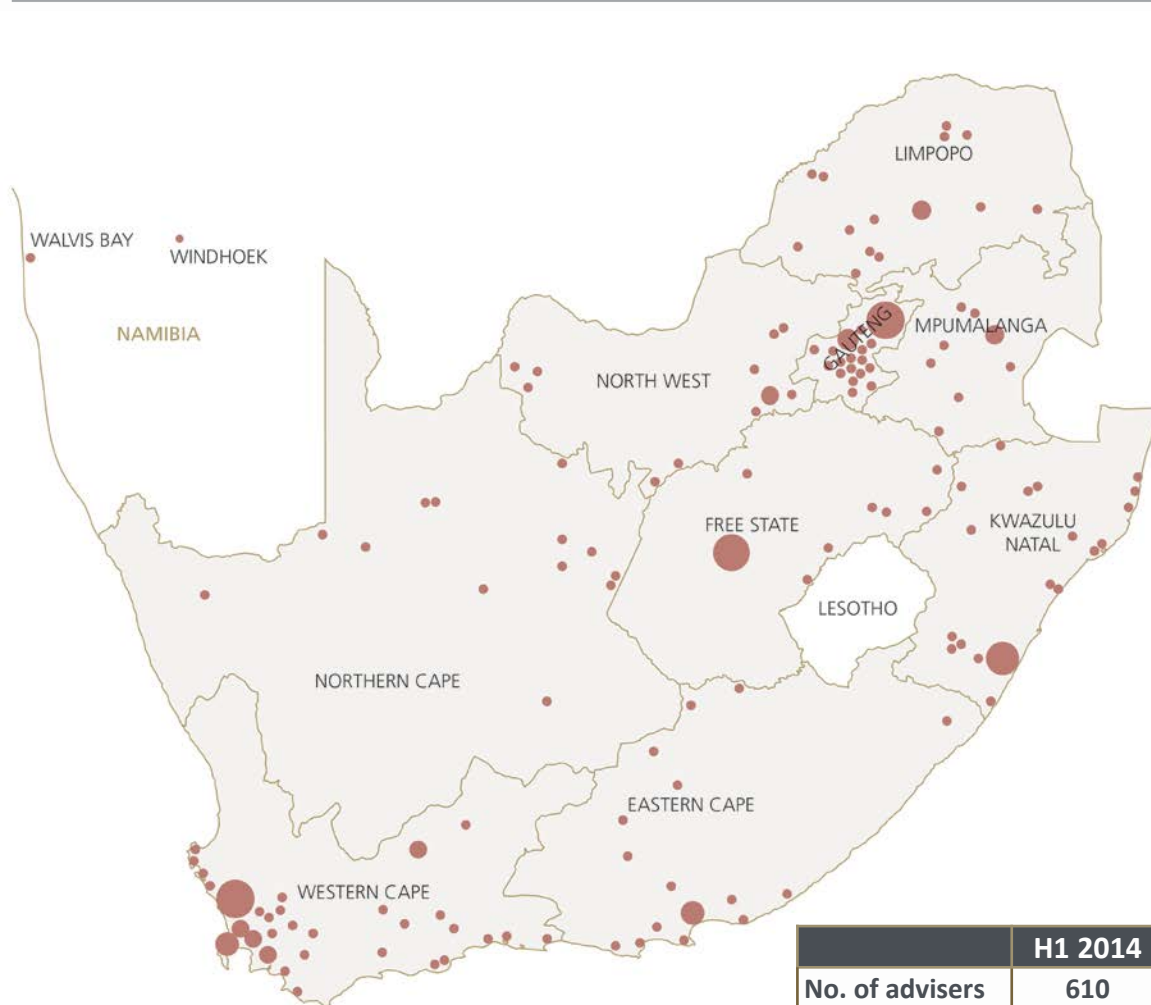 LIMPOPO
WALVIS BAY
WINDHOEK
NAMIBIA
GAUTENG
MPUMALANGA
NORTH WEST
FREE STATE
KWAZULU
NATAL
LESOTHO
NORTHERN CAPE
EASTERN CAPE
WESTERN CAPE
H1 2014
No. of advisers 610